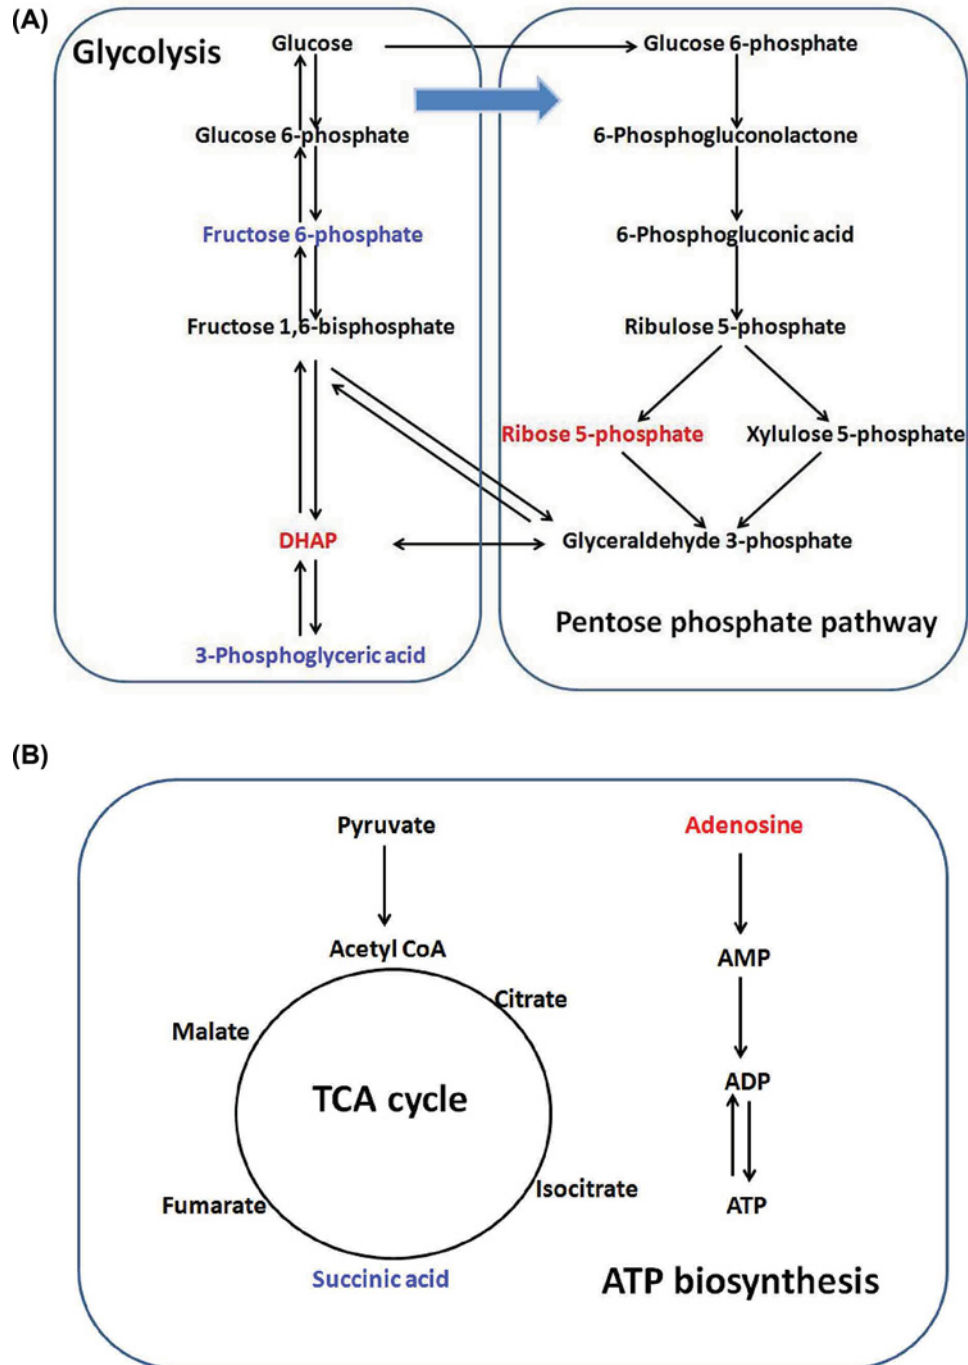 (A)
Glycolysis
Glucose
Glucose 6-phosphate
Fructose 6-phosphate
Fructose 1,6-bisphosphate
DHAP
3-Phosphoglyceric acid
Glucose 6-phosphate
6-Phosphogluconolactone
6-Phosphogluconic acid
Ribulose 5-phosphate
Ribose 5-phosphate
Xylulose 5-phosphate
Glyceraldehyde 3-phosphate
Pentose phosphate pathway
(B)
Pyruvate
Acetyl CoA
Citrate
Malate
TCA cycle
Isocitrate
Fumarate
Succinic acid
Adenosine
AMP
ADP
ATP
ATP biosynthesis